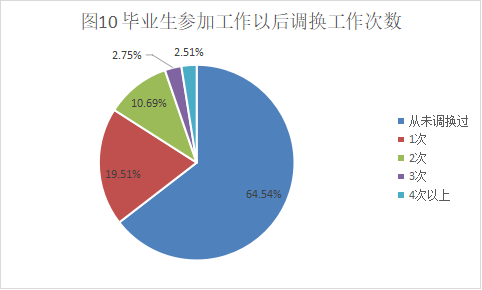 图10 毕业生参加工作以后调换工作次数
2.75%
2.51%
10.69%
19.51%
64.54%
从未调换过
1次
2次
3次
4次以上